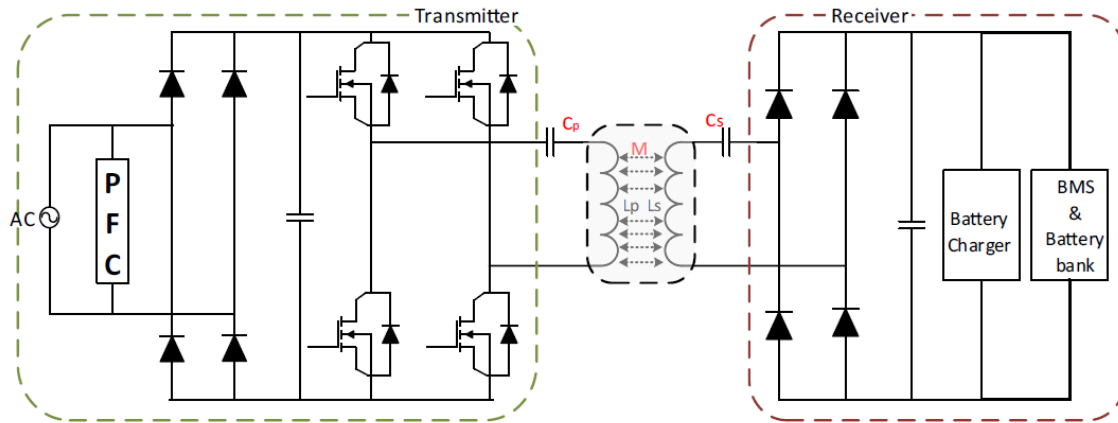 Transmitter
Receiver
AC
P
F
C
Cₚ
Cs
M
Lp Ls
Battery
Charger
BMS
&
Battery
bank